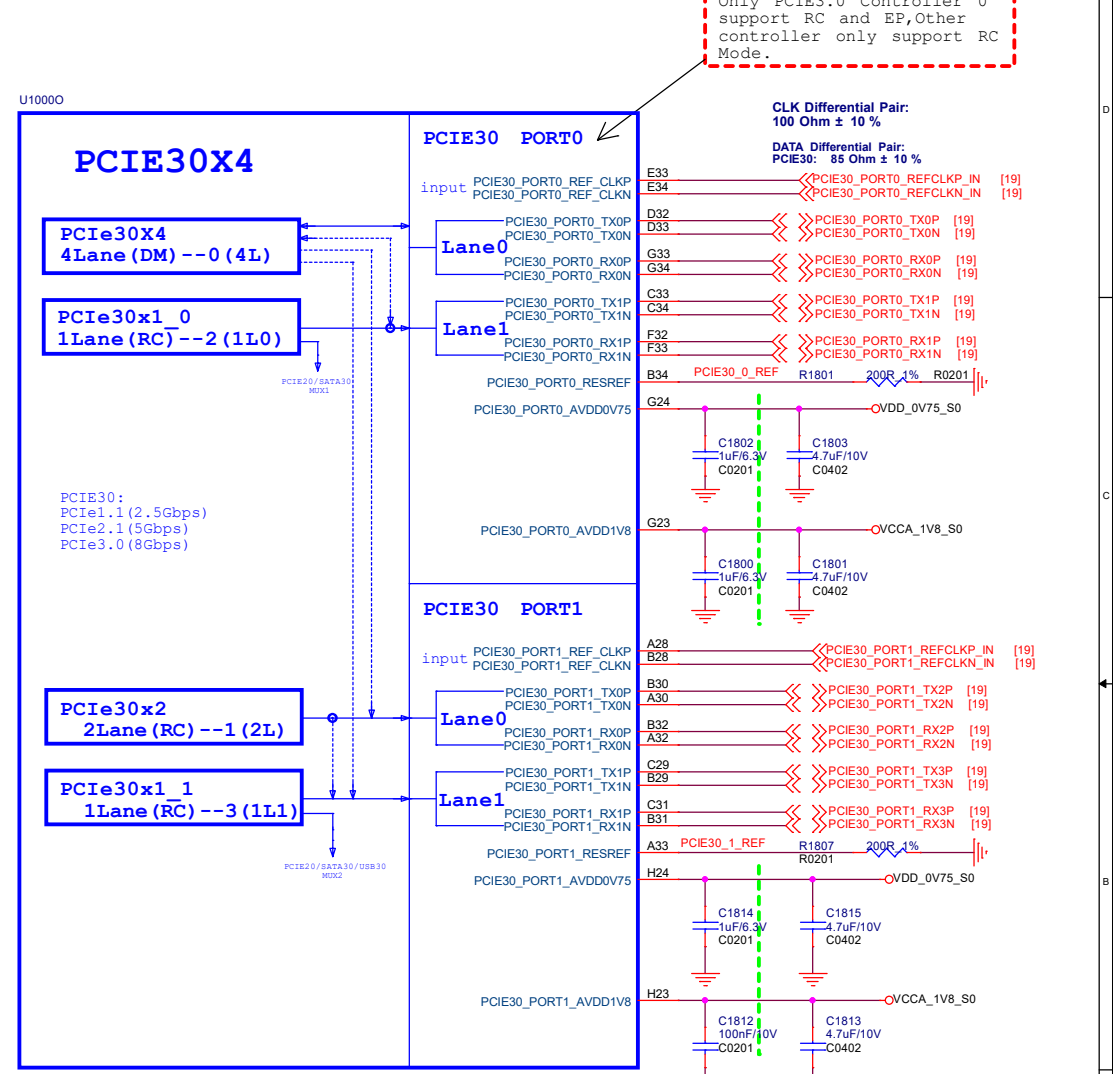 Only PCIE3.0 Controller 0
support RC and EP,Other
controller only support RC
Mode.
U1000O
CLK Differential Pair:
100 Ohm ± 10 %
DATA Differential Pair:
PCIE30: 85 Ohm ± 10 %
D
PCIE30X4
PCIE30 PORT0
input
PCIE30_PORT0_REF_CLKP E33 PCIE30_PORT0_REFCLKP_IN [19]
PCIE30_PORT0_REF_CLKN E34 PCIE30_PORT0_REFCLKN_IN [19]
PCIe30X4
4Lane(DM)--0(4L)
Lane0
PCIE30_PORT0_TX0P D32 PCIE30_PORT0_TX0P [19]
PCIE30_PORT0_TX0N D33 PCIE30_PORT0_TX0N [19]
PCIE30_PORT0_RX0P G33 PCIE30_PORT0_RX0P [19]
PCIE30_PORT0_RX0N G34 PCIE30_PORT0_RX0N [19]
PCIe30x1_0
1Lane(RC)--2(1L0)
Lane1
PCIE30_PORT0_TX1P C33 PCIE30_PORT0_TX1P [19]
PCIE30_PORT0_TX1N C34 PCIE30_PORT0_TX1N [19]
PCIE30_PORT0_RX1P F32 PCIE30_PORT0_RX1P [19]
PCIE30_PORT0_RX1N F33 PCIE30_PORT0_RX1N [19]
PCIE20/SATA30
MUX1
PCIE30_PORT0_RESREF B34 PCIE30_0_REF R1801 200R_1% R0201
PCIE30_PORT0_AVDD0V75 G24 VDD_0V75_S0
C1802
1uF/6.3V
C0201
C1803
4.7uF/10V
C0402
C
PCIE30:
PCIe1.1(2.5Gbps)
PCIe2.1(5Gbps)
PCIe3.0(8Gbps)
PCIE30_PORT0_AVDD1V8 G23 VCCA_1V8_S0
C1800
1uF/6.3V
C0201
C1801
4.7uF/10V
C0402
PCIE30 PORT1
input
PCIE30_PORT1_REF_CLKP A28 PCIE30_PORT1_REFCLKP_IN [19]
PCIE30_PORT1_REF_CLKN B28 PCIE30_PORT1_REFCLKN_IN [19]
PCIe30x2
2Lane(RC)--1(2L)
Lane0
PCIE30_PORT1_TX0P B30 PCIE30_PORT1_TX2P [19]
PCIE30_PORT1_TX0N A30 PCIE30_PORT1_TX2N [19]
PCIE30_PORT1_RX0P B32 PCIE30_PORT1_RX2P [19]
PCIE30_PORT1_RX0N A32 PCIE30_PORT1_RX2N [19]
PCIe30x1_1
1Lane(RC)--3(1L1)
Lane1
PCIE30_PORT1_TX1P C29 PCIE30_PORT1_TX3P [19]
PCIE30_PORT1_TX1N B29 PCIE30_PORT1_TX3N [19]
PCIE30_PORT1_RX1P C31 PCIE30_PORT1_RX3P [19]
PCIE30_PORT1_RX1N B31 PCIE30_PORT1_RX3N [19]
PCIE20/SATA30/USB30
MUX2
PCIE30_PORT1_RESREF A33 PCIE30_1_REF R1807 200R_1%
R0201
PCIE30_PORT1_AVDD0V75 H24 VDD_0V75_S0
B
C1814
1uF/6.3V
C0201
C1815
4.7uF/10V
C0402
PCIE30_PORT1_AVDD1V8 H23 VCCA_1V8_S0
C1812
100nF/10V
C0201
C1813
4.7uF/10V
C0402